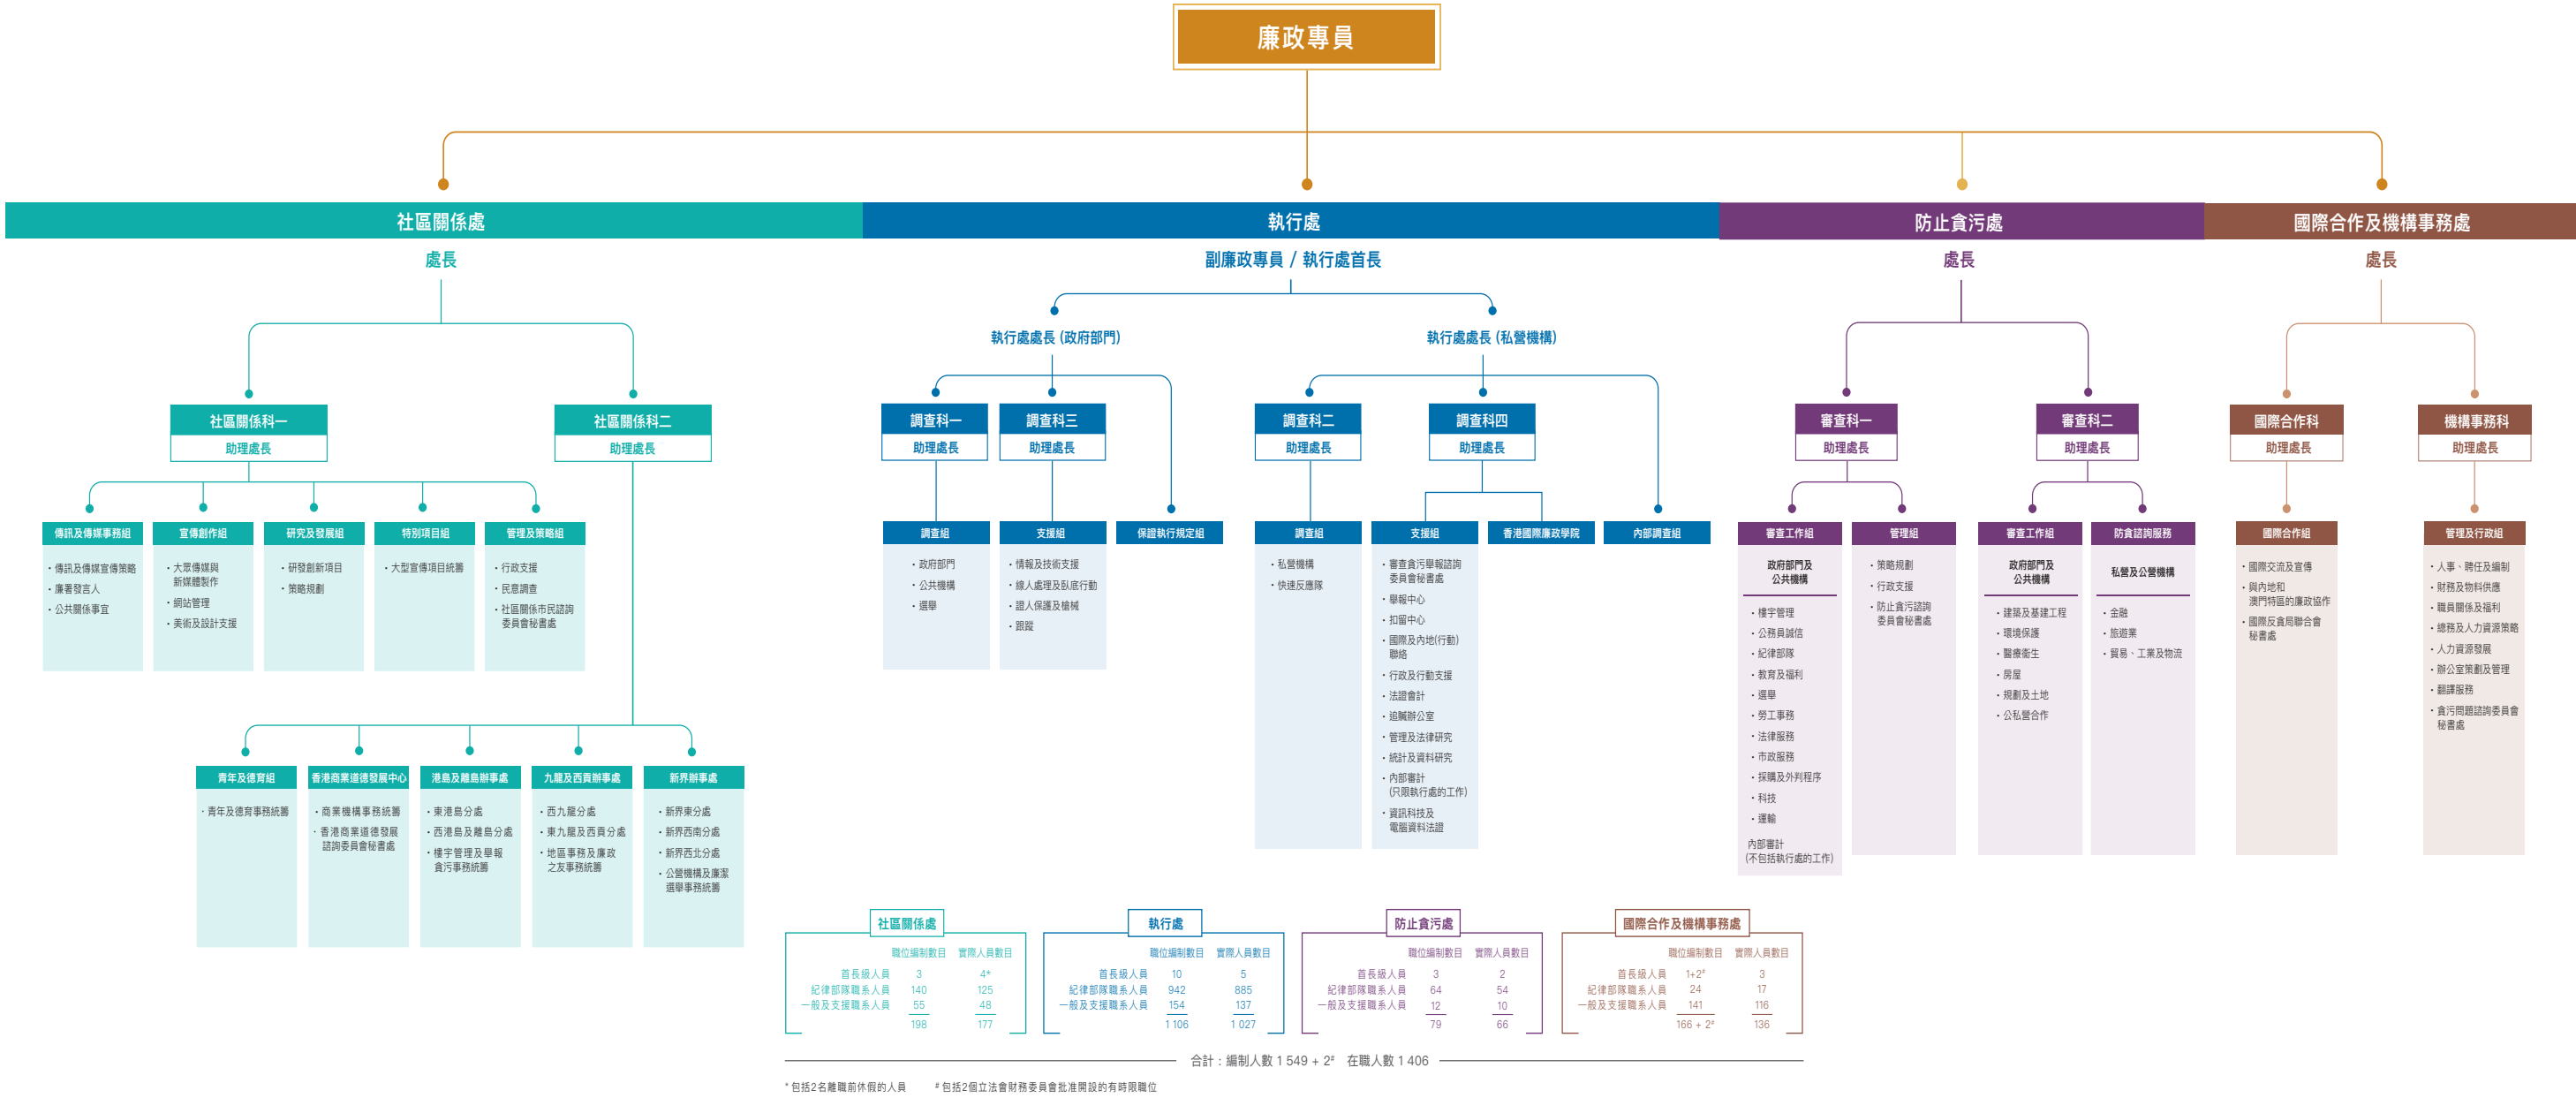 廉政專員
社區關係處
處長
社區關係科一
助理處長
傳訊及傳媒事務組
・傳訊及傳媒宣傳策略
・廉署發言人
・公共關係事宜
宣傳創作組
・大眾傳媒與
新媒體製作
・網站管理
・美術及設計支援
研究及發展組
・研發創新項目
・策略規劃
特別項目組
・大型宣傳項目統籌
管理及策略組
・行政支援
・民意調查
・社區關係市民諮詢
委員會秘書處
社區關係科二
助理處長
青年及德育組
・青年及德育事務統籌
香港商業道德發展中心
・商業機構事務統籌
・香港商業道德發展
諮詢委員會秘書處
港島及離島辦事處
・東港島分處
・西港島及離島分處
・樓宇管理及舉報
貪污事務統籌
九龍及西貢辦事處
・西九龍分處
・東九龍及西貢分處
・地區事務及廉政
之友事務統籌
新界辦事處
・新界東分處
・新界西南分處
・新界西北分處
・公營機構及廉潔
選舉事務統籌
執行處
副廉政專員 / 執行處首長
執行處處長 (政府部門)
調查科一
助理處長
調查組
・政府部門
・公共機構
・選舉
調查科三
助理處長
支援組
・情報及技術支援
・線人處理及臥底行動
・證人保護及槍械
・跟蹤
保證執行規定組
執行處處長 (私營機構)
調查科二
助理處長
調查組
・私營機構
・快速反應隊
調查科四
助理處長
支援組
・審查貪污舉報諮詢
委員會秘書處
・舉報中心
・扣留中心
・國際及內地(行動)
聯絡
・行政及行動支援
・法證會計
・追贓辦公室
・管理及法律研究
・統計及資料研究
・內部審計
(只限執行處的工作)
・資訊科技及
電腦資料法證
香港國際廉政學院
內部調查組
防止貪污處
處長
審查科一
助理處長
審查工作組
政府部門及
公共機構
・樓宇管理
・公務員誠信
・紀律部隊
・教育及福利
・選舉
・勞工事務
・法律服務
・市政服務
・採購及外判程序
・科技
・運輸
內部審計
(不包括執行處的工作)
管理組
・策略規劃
・行政支援
・防止貪污諮詢
委員會秘書處
審查科二
助理處長
審查工作組
政府部門及
公共機構
・建築及基建工程
・環境保護
・醫療衞生
・房屋
・規劃及土地
・公私營合作
防貪諮詢服務
私營及公營機構
・金融
・旅遊業
・貿易、工業及物流
國際合作及機構事務處
處長
國際合作科
助理處長
國際合作組
・國際交流及宣傳
・與內地和
澳門特區的廉政協作
・國際反貪局聯合會
秘書處
機構事務科
助理處長
管理及行政組
・人事、聘任及編制
・財務及物料供應
・職員關係及福利
・總務及人力資源策略
・人力資源發展
・辦公室策劃及管理
・翻譯服務
・貪污問題諮詢委員會
秘書處
社區關係處
職位編制數目 實際人員數目
首長級人員 3 4*
紀律部隊職系人員 140 125
一般及支援職系人員 55 48
198 177
執行處
職位編制數目 實際人員數目
首長級人員 10 5
紀律部隊職系人員 942 885
一般及支援職系人員 154 137
1 106 1 027
防止貪污處
職位編制數目 實際人員數目
首長級人員 3 2
紀律部隊職系人員 64 54
一般及支援職系人員 12 10
79 66
國際合作及機構事務處
職位編制數目 實際人員數目
首長級人員 1+2# 3
紀律部隊職系人員 24 17
一般及支援職系人員 141 116
166 + 2# 136
合計：編制人數 1 549 + 2# 在職人數 1 406
* 包括2名離職前休假的人員 # 包括2個立法會財務委員會批准開設的有時限職位